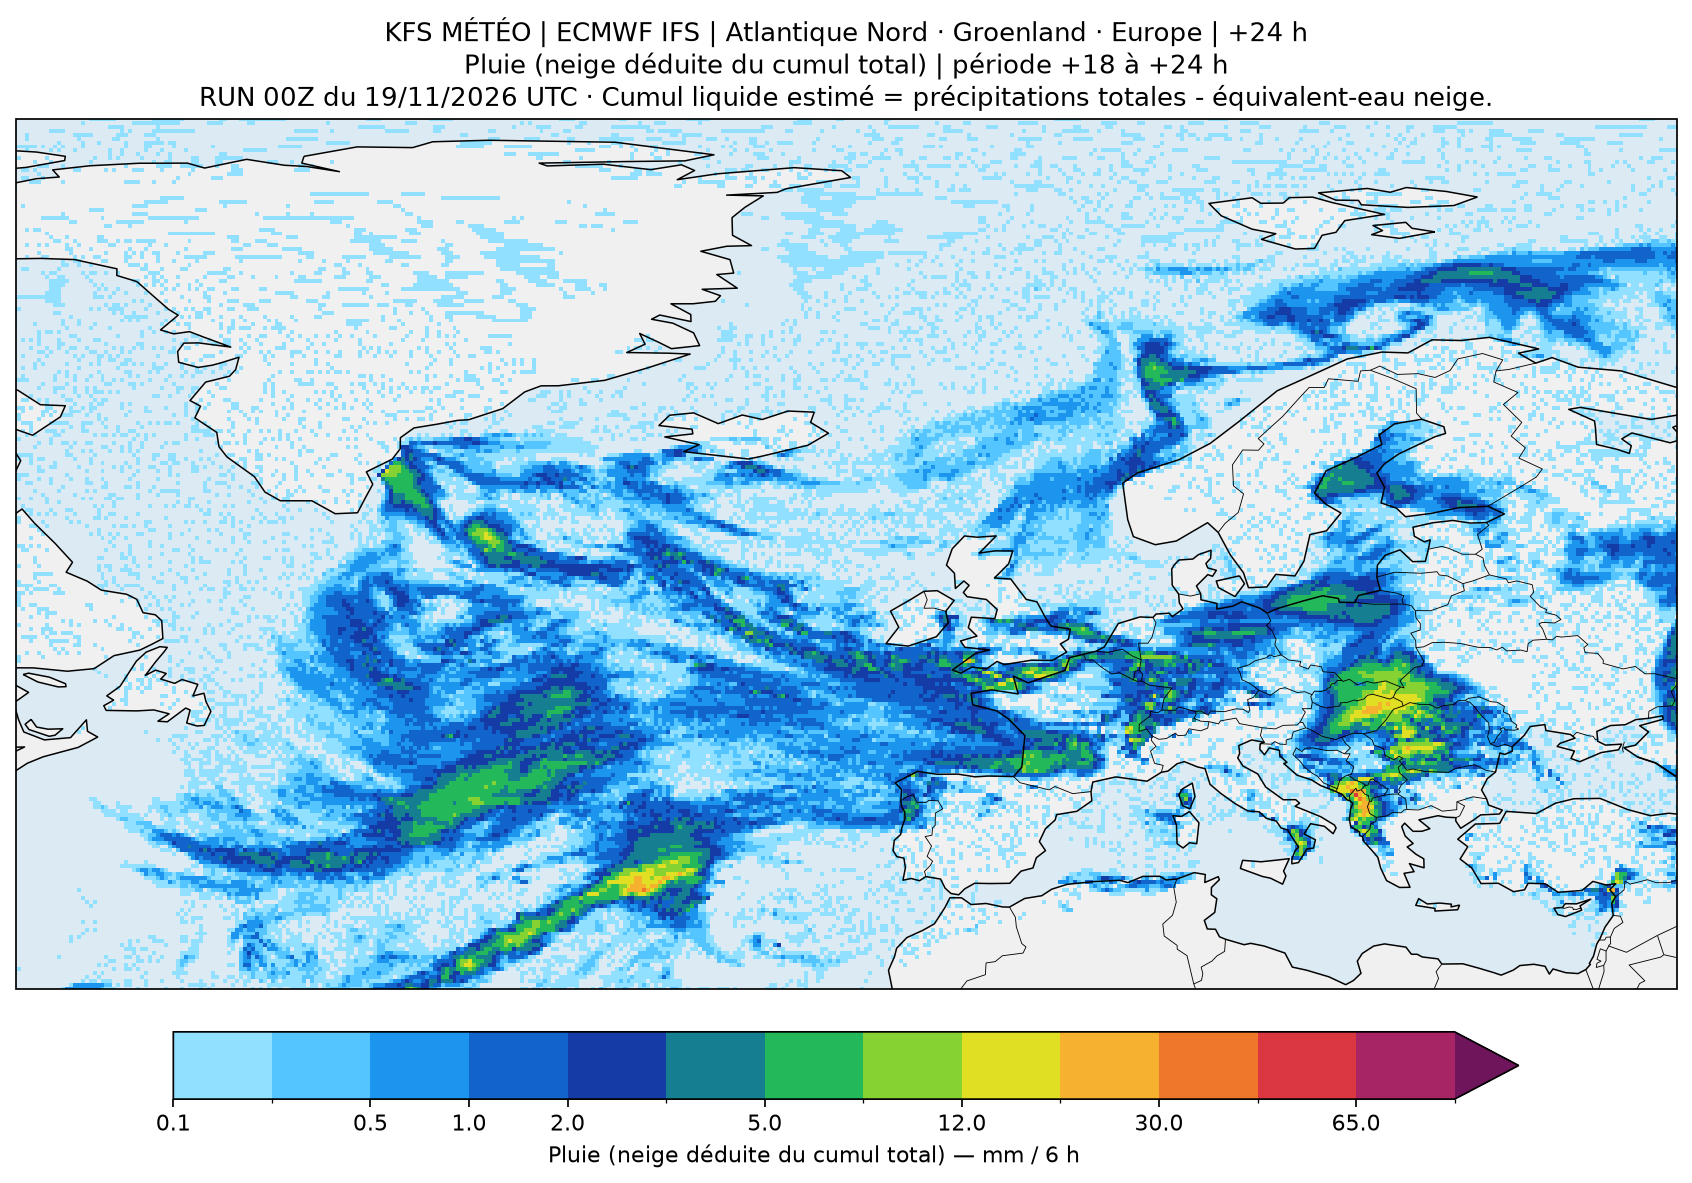 KFS MÉTÉO | ECMWF IFS | Atlantique Nord · Groenland · Europe | +24 h
Pluie (neige déduite du cumul total) | période +18 à +24 h
RUN 00Z du 19/11/2026 UTC · Cumul liquide estimé = précipitations totales - équivalent-eau neige.
0.1 0.5 1.0 2.0 5.0 12.0 30.0 65.0
Pluie (neige déduite du cumul total) — mm / 6 h